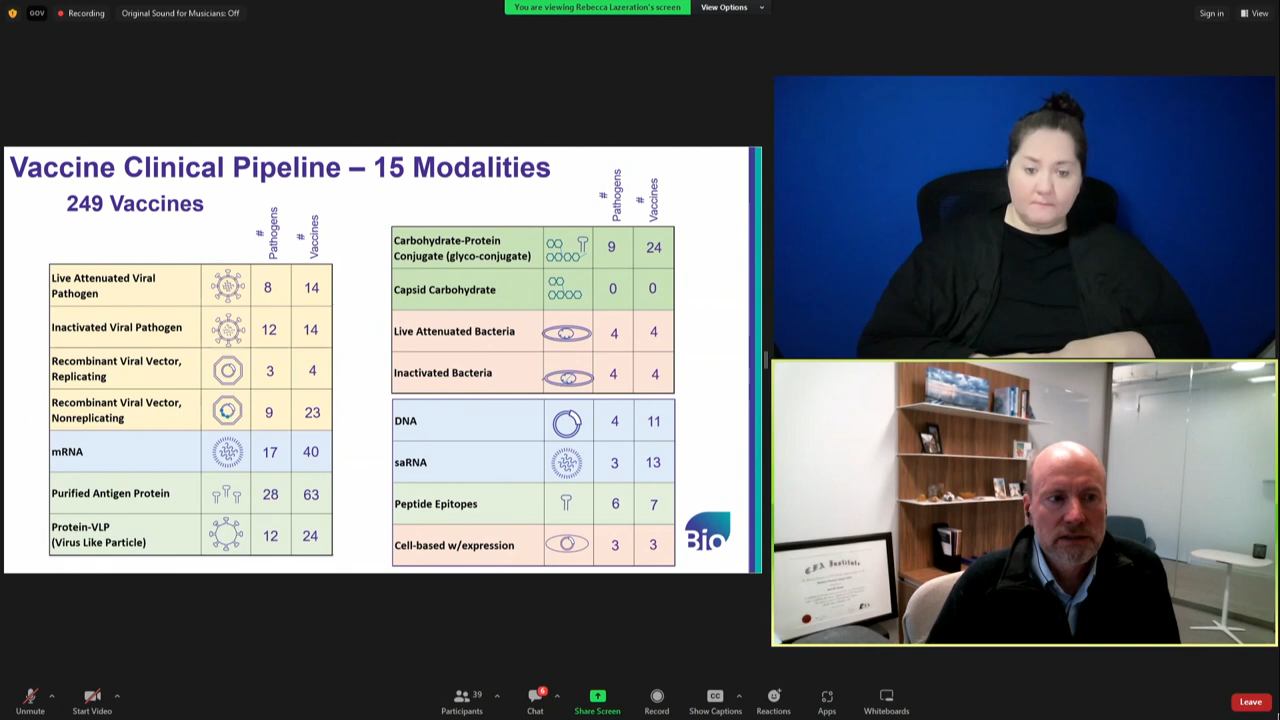 GOV
Recording
Original Sound for Musicians: Off
You are viewing Rebecca Lazeration's screen
View Options
Sign in
View
Vaccine Clinical Pipeline – 15 Modalities
249 Vaccines
# Pathogens
# Vaccines
Live Attenuated Viral
Pathogen
8
14
Inactivated Viral Pathogen
12
14
Recombinant Viral Vector,
Replicating
3
4
Recombinant Viral Vector,
Nonreplicating
9
23
mRNA
17
40
Purified Antigen Protein
28
63
Protein-VLP
(Virus Like Particle)
12
24
# Pathogens
# Vaccines
Carbohydrate-Protein
Conjugate (glyco-conjugate)
9
24
Capsid Carbohydrate
0
0
Live Attenuated Bacteria
4
4
Inactivated Bacteria
4
4
DNA
4
11
saRNA
3
13
Peptide Epitopes
6
7
Cell-based w/expression
3
3
Bio
CFA Institute
Unmute
Start Video
Participants
39
Chat
6
Share Screen
Record
CC
Show Captions
Reactions
Apps
Whiteboards
Leave